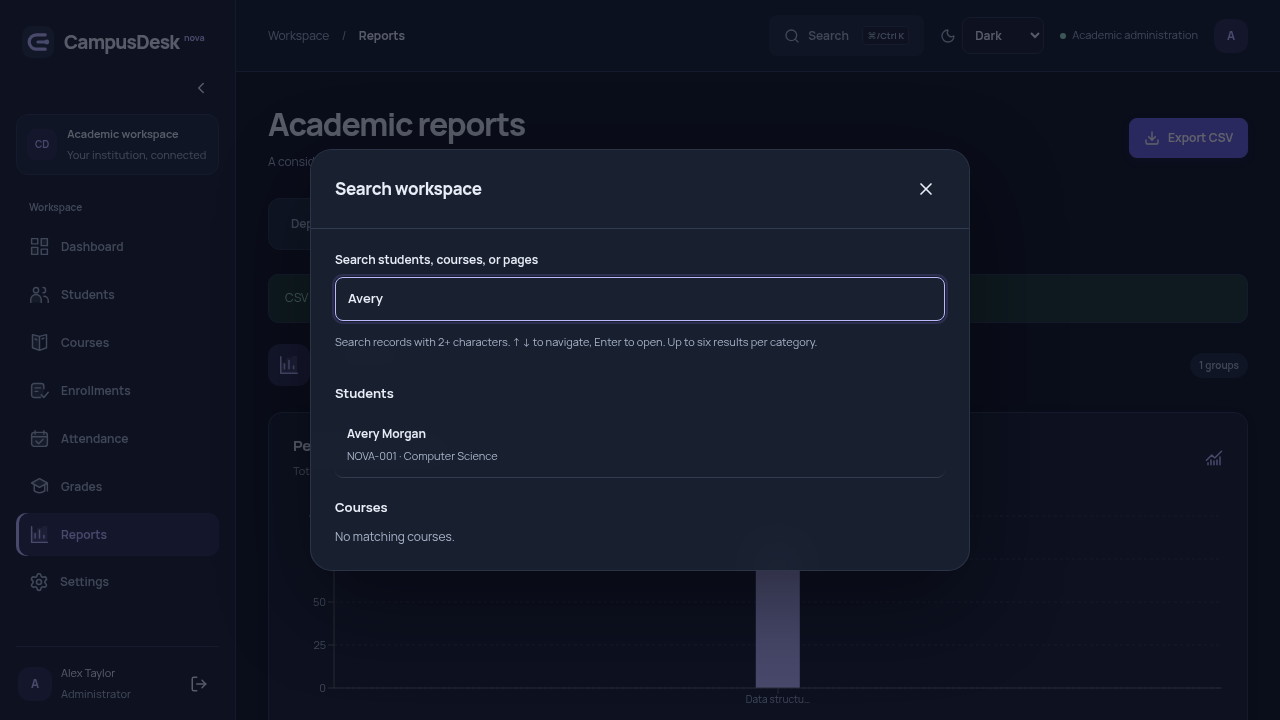 CampusDesk nova
Workspace / Reports
Search ⌘/Ctrl K
Dark
Academic administration
A
CD
Academic workspace
Your institution, connected
Workspace
Dashboard
Students
Courses
Enrollments
Attendance
Grades
Reports
Settings
A
Alex Taylor
Administrator
Academic reports
Export CSV
CSV
1 groups
Search workspace
Search students, courses, or pages
Avery
Search records with 2+ characters. ↑ ↓ to navigate, Enter to open. Up to six results per category.
Students
Avery Morgan
NOVA-001 · Computer Science
Courses
No matching courses.
50
25
0
Data structu…